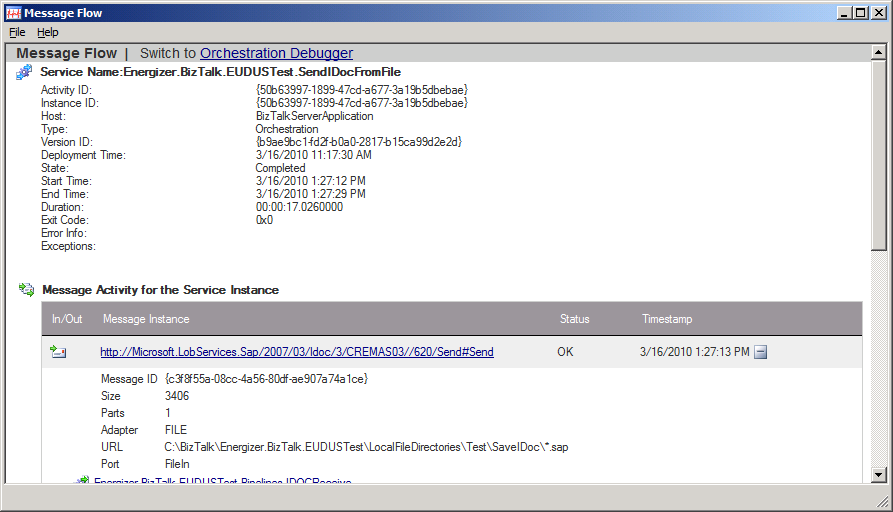 Message Flow
File Help
Message Flow | Switch to Orchestration Debugger
Service Name:Energizer.BizTalk.EUDUSTest.SendIDocFromFile
Activity ID: {50b63997-1899-47cd-a677-3a19b5dbebae}
Instance ID: {50b63997-1899-47cd-a677-3a19b5dbebae}
Host: BizTalkServerApplication
Type: Orchestration
Version ID: {b9ae9bc1-fd2f-b0a0-2817-b15ca99d2e2d}
Deployment Time: 3/16/2010 11:17:30 AM
State: Completed
Start Time: 3/16/2010 1:27:12 PM
End Time: 3/16/2010 1:27:29 PM
Duration: 00:00:17.0260000
Exit Code: 0x0
Error Info:
Exceptions:
Message Activity for the Service Instance
In/Out Message Instance Status Timestamp
http://Microsoft.LobServices.Sap/2007/03/Idoc/3/CREMAS03//620/Send#Send OK 3/16/2010 1:27:13 PM
Message ID {c3f8f55a-08cc-4a56-80df-ae907a74a1ce}
Size 3406
Parts 1
Adapter FILE
URL C:\BizTalk\Energizer.BizTalk.EUDUSTest\LocalFileDirectories\Test\SaveIDoc\*.sap
Port FileIn
Energizer.BizTalk.EUDUSTest.Pipelines.IDOCReceive